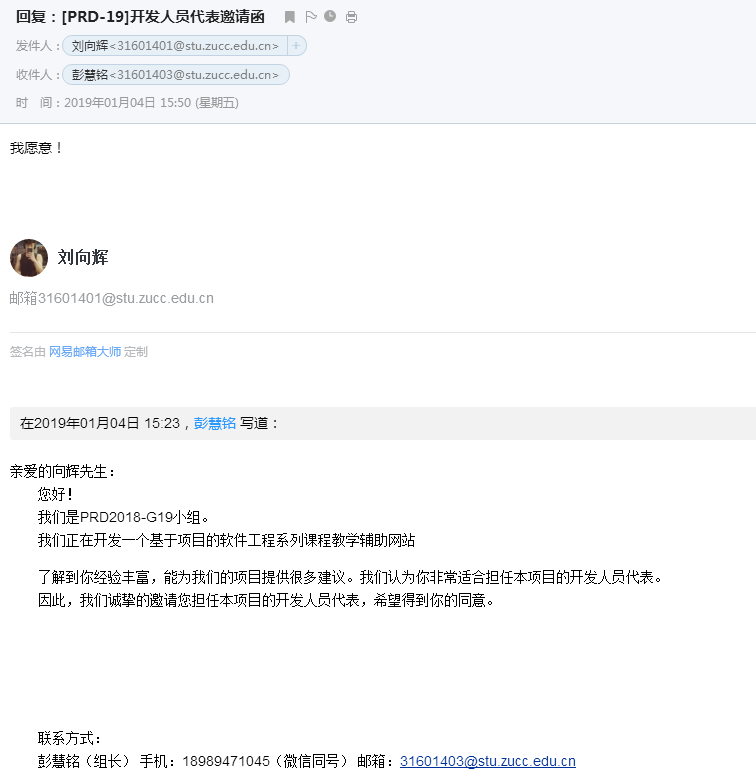 回复：[PRD-19]开发人员代表邀请函
发件人：刘向辉<31601401@stu.zucc.edu.cn> +
收件人：彭慧铭<31601403@stu.zucc.edu.cn>
时 间：2019年01月04日 15:50 (星期五)
我愿意！
刘向辉
邮箱31601401@stu.zucc.edu.cn
签名由 网易邮箱大师 定制
在2019年01月04日 15:23，彭慧铭 写道：
亲爱的向辉先生：
您好！
我们是PRD2018-G19小组。
我们正在开发一个基于项目的软件工程系列课程教学辅助网站
了解到你经验丰富，能为我们的项目提供很多建议。我们认为你非常适合担任本项目的开发人员代表。
因此，我们诚挚的邀请您担任本项目的开发人员代表，希望得到你的同意。
联系方式：
彭慧铭（组长） 手机：18989471045（微信同号） 邮箱：31601403@stu.zucc.edu.cn